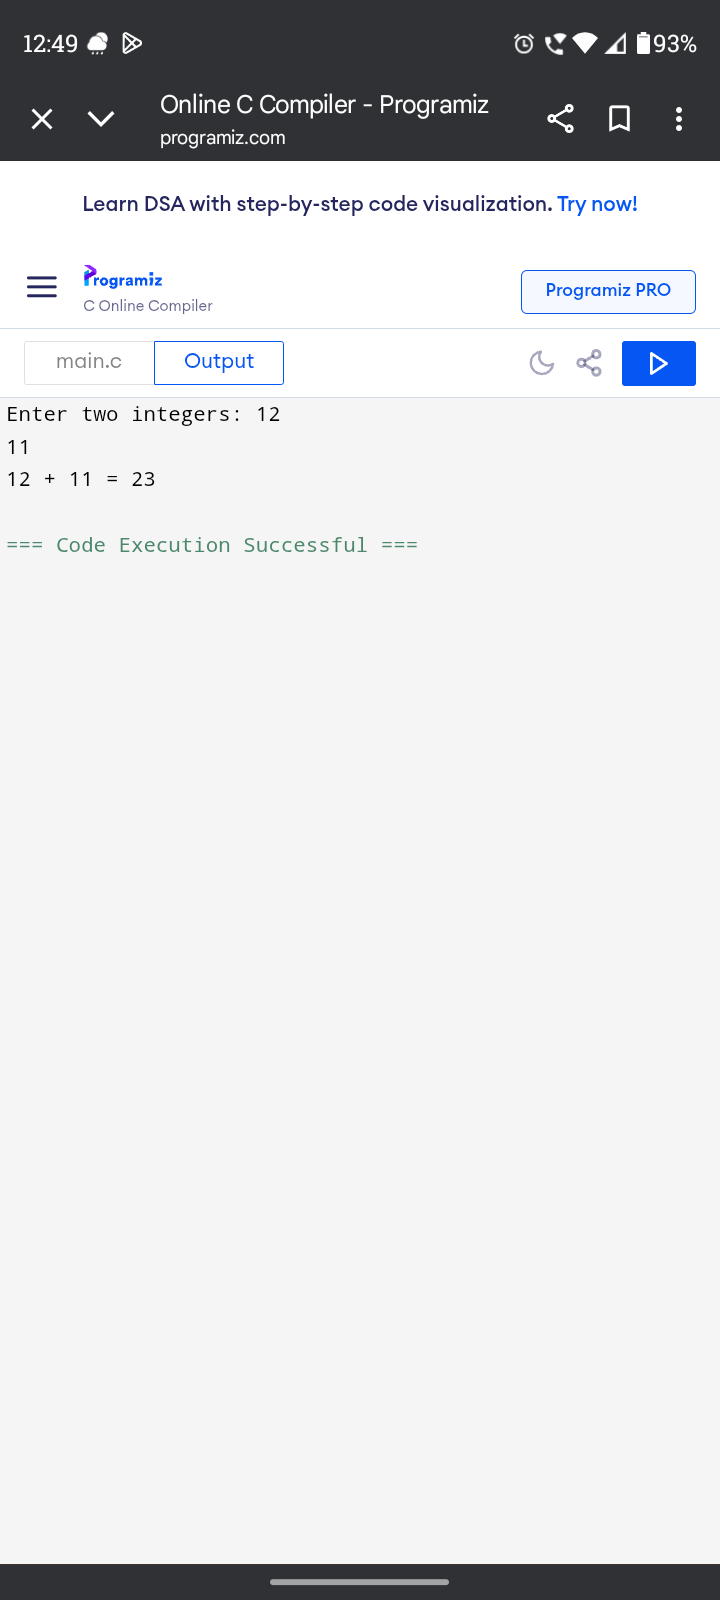 12:49 93%
Online C Compiler - Programiz
programiz.com
Learn DSA with step-by-step code visualization. Try now!
Programiz
C Online Compiler
Programiz PRO
main.c Output
Enter two integers: 12
11
12 + 11 = 23
=== Code Execution Successful ===